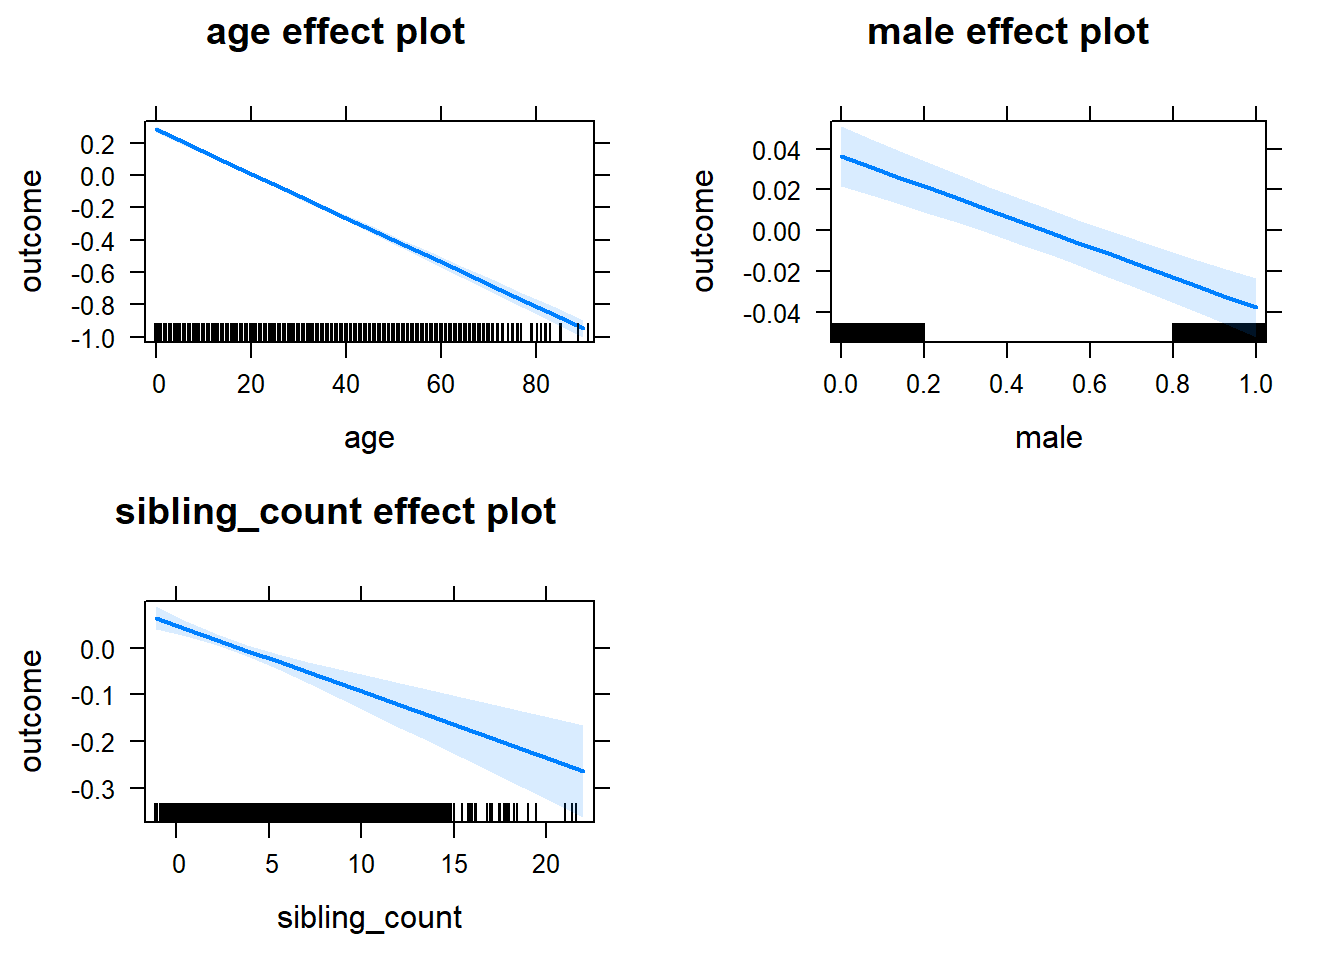 age effect plot
outcome
0.2
0.0
-0.2
-0.4
-0.6
-0.8
-1.0
0 20 40 60 80
age
male effect plot
outcome
0.04
0.02
0.00
-0.02
-0.04
0.0 0.2 0.4 0.6 0.8 1.0
male
sibling_count effect plot
outcome
0.0
-0.1
-0.2
-0.3
0 5 10 15 20
sibling_count